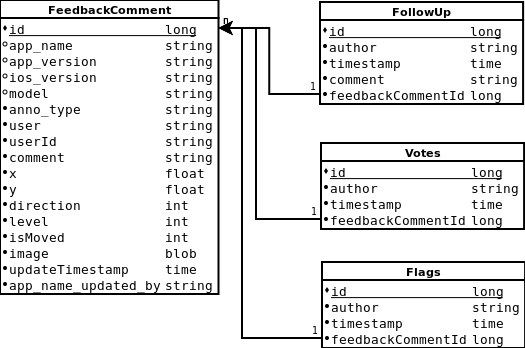 FeedbackComment
id long
app_name string
app_version string
ios_version string
model string
anno_type string
user string
userId string
comment string
x float
y float
direction int
level int
isMoved int
image blob
updateTimestamp time
app_name_updated_by string
n
FollowUp
id long
author string
timestamp time
comment string
feedbackCommentId long
1
Votes
id long
author string
timestamp time
feedbackCommentId long
1
Flags
id long
author string
timestamp time
feedbackCommentId long
1